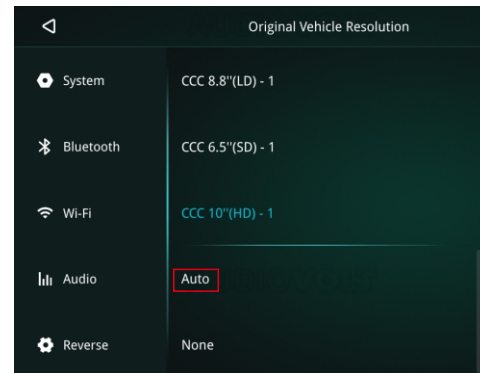 Original Vehicle Resolution
System
CCC 8.8''(LD) - 1
Bluetooth
CCC 6.5''(SD) - 1
Wi-Fi
CCC 10''(HD) - 1
Audio
Auto
Reverse
None